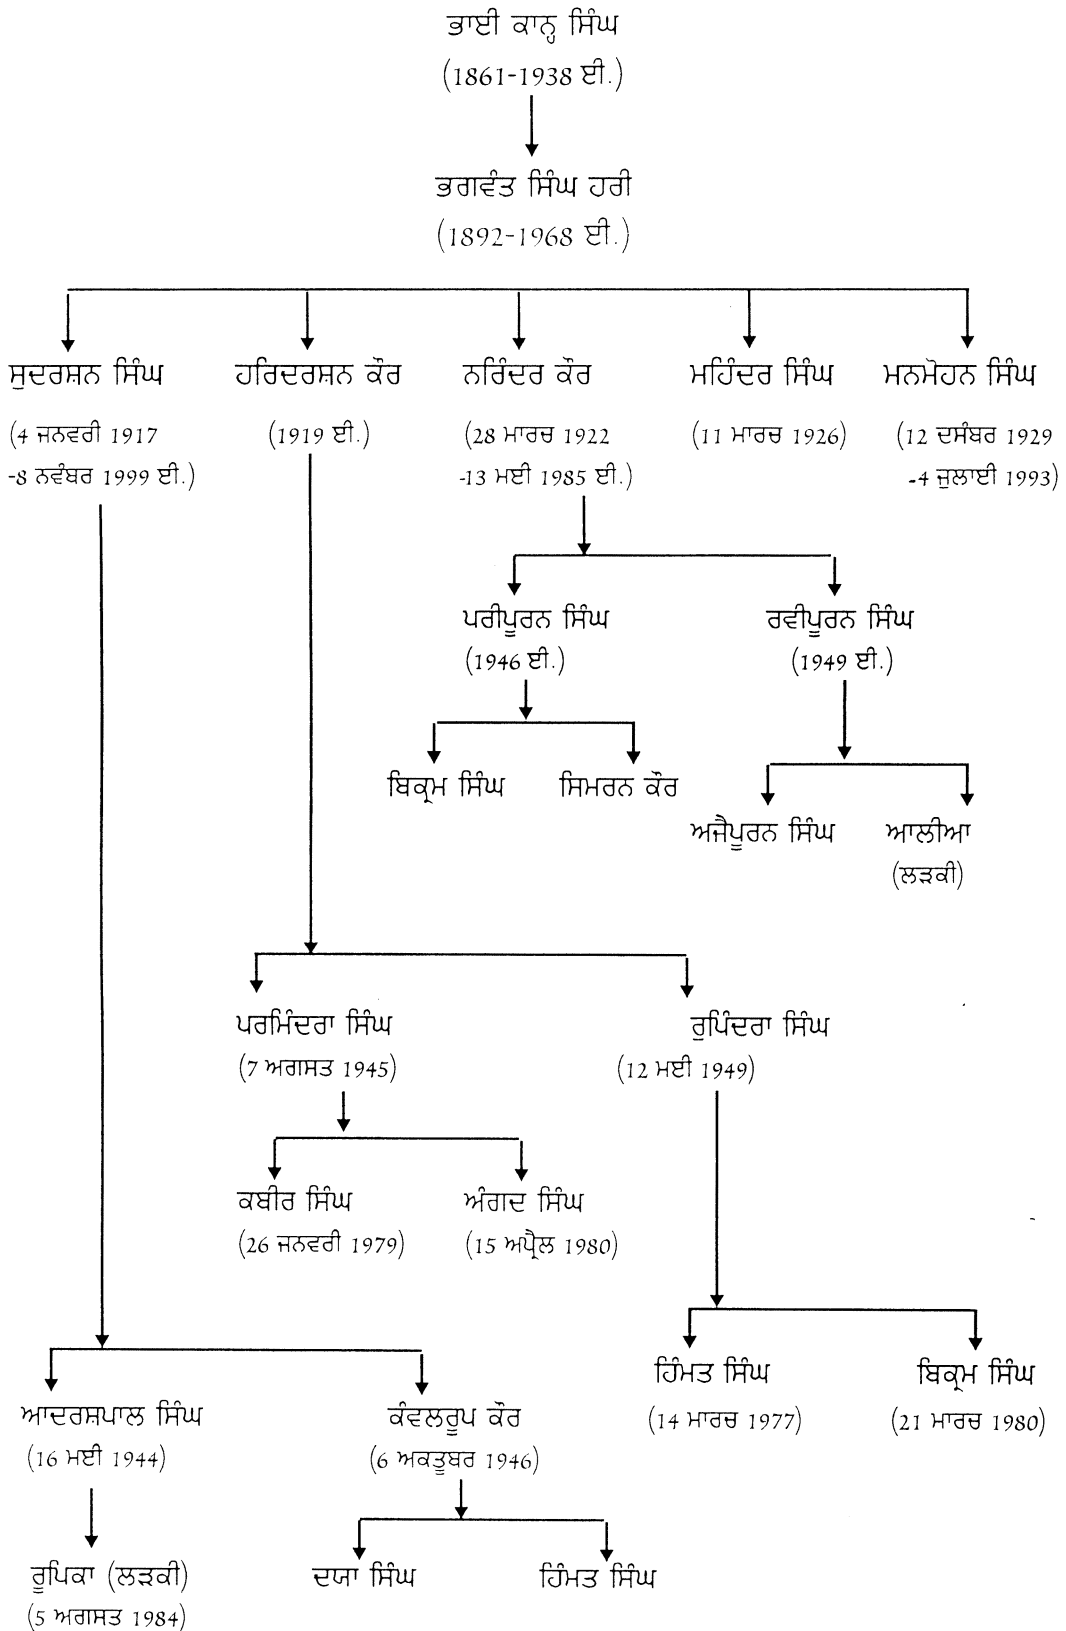 ਭਾਈ ਕਾਨ੍ਹ ਸਿੰਘ
(1861-1938 ਈ.)
ਭਗਵੰਤ ਸਿੰਘ ਹਰੀ
(1892-1968 ਈ.)
ਸੁਦਰਸ਼ਨ ਸਿੰਘ ਹਰਿਦਰਸ਼ਨ ਕੌਰ ਨਰਿੰਦਰ ਕੌਰ ਮਹਿੰਦਰ ਸਿੰਘ ਮਨਮੋਹਨ ਸਿੰਘ
(4 ਜਨਵਰੀ 1917 (1919 ਈ.) (28 ਮਾਰਚ 1922 (11 ਮਾਰਚ 1926) (12 ਦਸੰਬਰ 1929
-8 ਨਵੰਬਰ 1999 ਈ.) -13 ਮਈ 1985 ਈ.) -4 ਜੁਲਾਈ 1993)
ਪਰੀਪੂਰਨ ਸਿੰਘ ਰਵੀਪੂਰਨ ਸਿੰਘ
(1946 ਈ.) (1949 ਈ.)
ਬਿਕ੍ਰਮ ਸਿੰਘ ਸਿਮਰਨ ਕੌਰ
ਅਜੈਪੂਰਨ ਸਿੰਘ ਆਲੀਆ
(ਲੜਕੀ)
ਪਰਮਿੰਦਰਾ ਸਿੰਘ ਰੁਪਿੰਦਰਾ ਸਿੰਘ
(7 ਅਗਸਤ 1945) (12 ਮਈ 1949)
ਕਬੀਰ ਸਿੰਘ ਅੰਗਦ ਸਿੰਘ
(26 ਜਨਵਰੀ 1979) (15 ਅਪ੍ਰੈਲ 1980)
ਹਿੰਮਤ ਸਿੰਘ ਬਿਕ੍ਰਮ ਸਿੰਘ
(14 ਮਾਰਚ 1977) (21 ਮਾਰਚ 1980)
ਆਦਰਸ਼ਪਾਲ ਸਿੰਘ ਕੰਵਲਰੂਪ ਕੌਰ
(16 ਮਈ 1944) (6 ਅਕਤੂਬਰ 1946)
ਰੂਪਿਕਾ (ਲੜਕੀ) ਦਯਾ ਸਿੰਘ ਹਿੰਮਤ ਸਿੰਘ
(5 ਅਗਸਤ 1984)